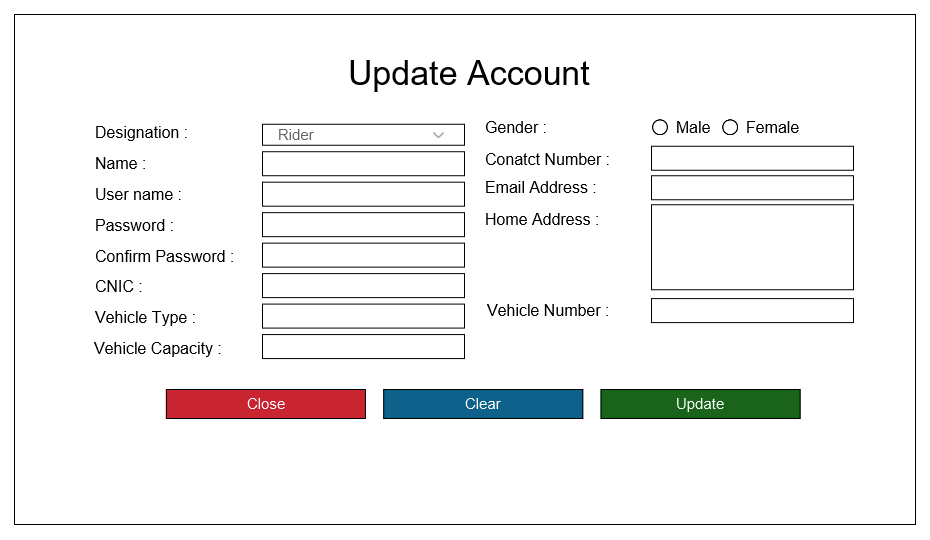 Update Account
Designation :
Rider
Name :
User name :
Password :
Confirm Password :
CNIC :
Vehicle Type :
Vehicle Capacity :
Gender :
Male
Female
Conatct Number :
Email Address :
Home Address :
Vehicle Number :
Close
Clear
Update